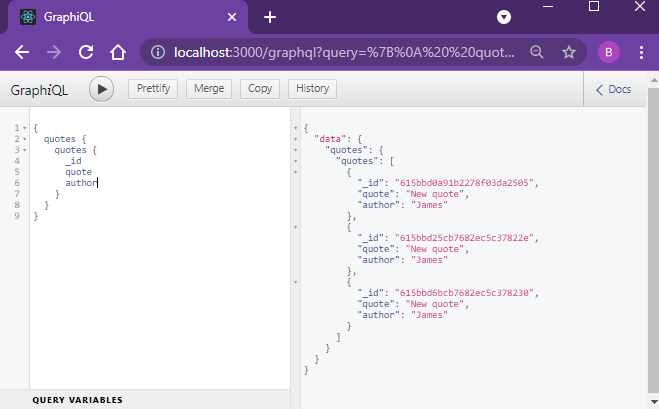 GraphiQL
localhost:3000/graphql?query=%7B%0A%20%20quot...
B
GraphiQL Prettify Merge Copy History Docs
1 {
2 quotes {
3 quotes {
4 _id
5 quote
6 author
7 }
8 }
9 }
{
"data": {
"quotes": {
"quotes": [
{
"_id": "615bbd0a91b2278f03da2505",
"quote": "New quote",
"author": "James"
},
{
"_id": "615bbd25cb7682ec5c37822e",
"quote": "New quote",
"author": "James"
},
{
"_id": "615bbd6bcb7682ec5c378230",
"quote": "New quote",
"author": "James"
}
]
}
}
}
QUERY VARIABLES